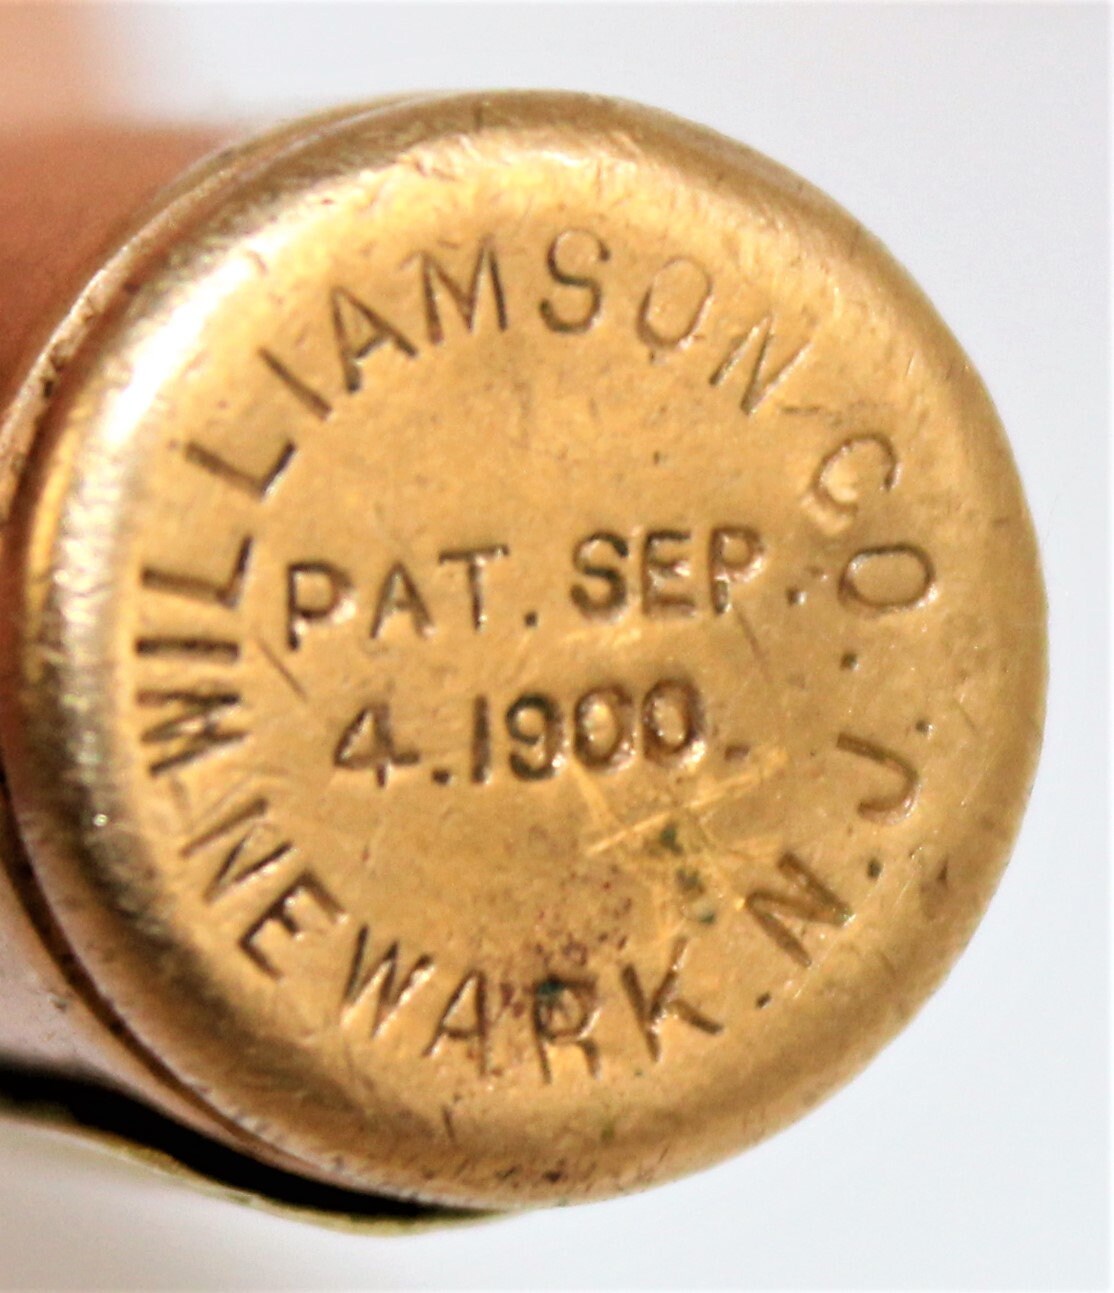 WILLIAMSON CO.
PAT. SEP.
4.1900.
NEWARK. N.J.